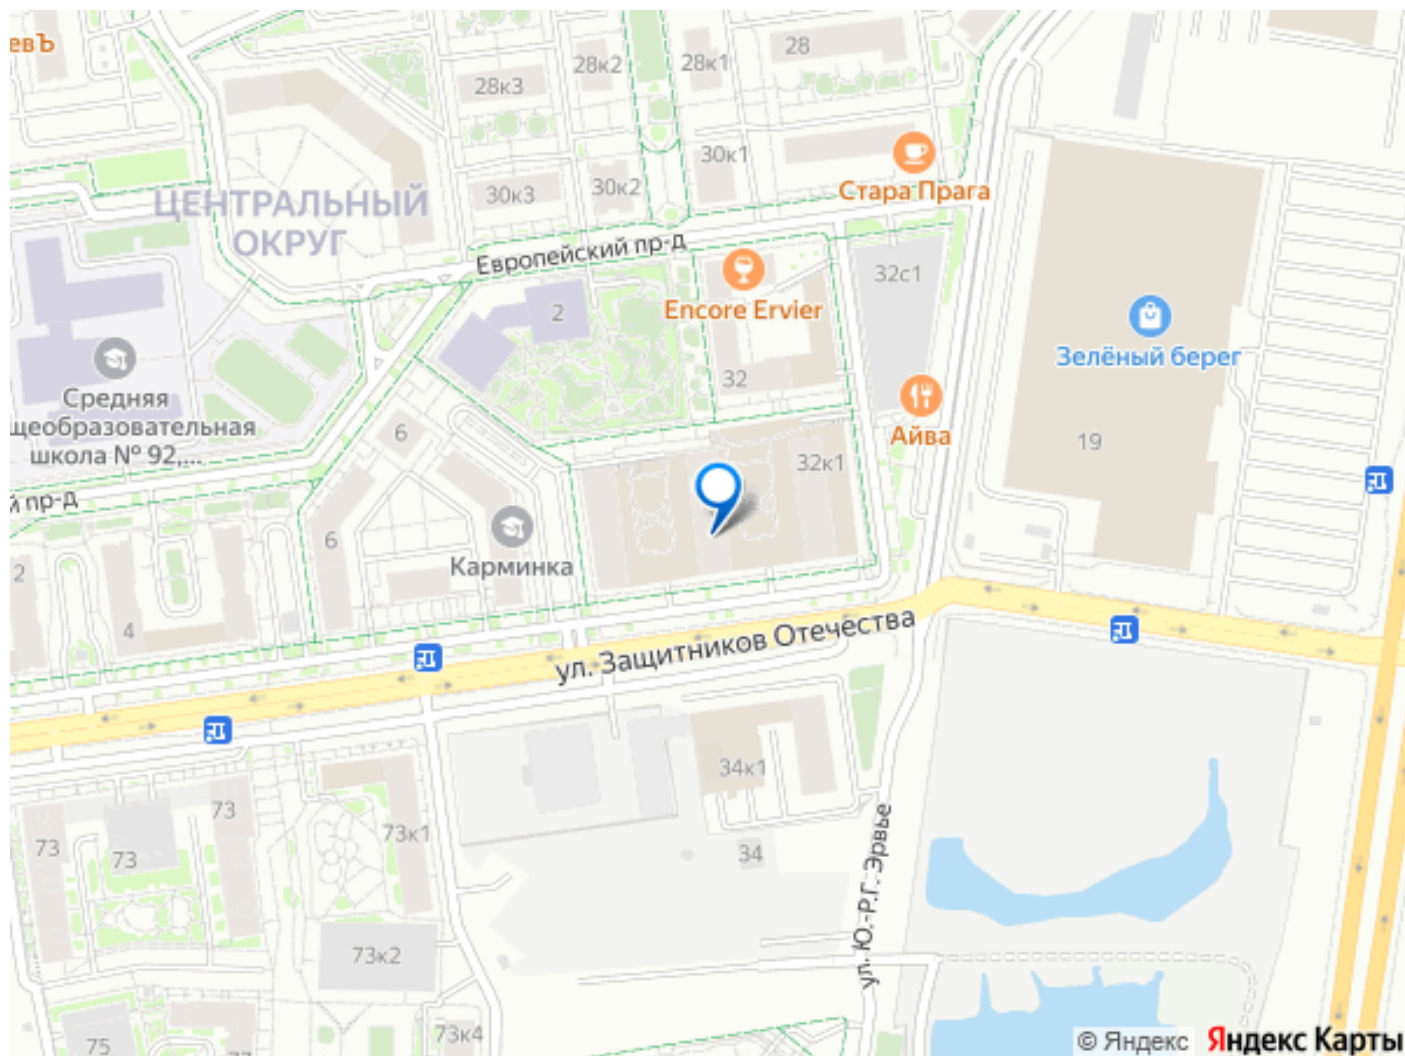 евЪ
28
28к2
28к1
28к3
30к1
Стара Прага
30к2
30к3
ЦЕНТРАЛЬНЫЙ
ОКРУГ
Европейский пр-д
32с1
2
Encore Ervier
Зелёный берег
Средняя
щеобразовательная
школа № 92,...
32
6
Айва
19
32к1
й пр-д
6
Карминка
2
4
ул. Защитников Отечества
34к1
73
73к1
73
73
34
ул. Ю.-Р.Г. Эрвье
73к2
73к4
75
77
© Яндекс
Яндекс Карты